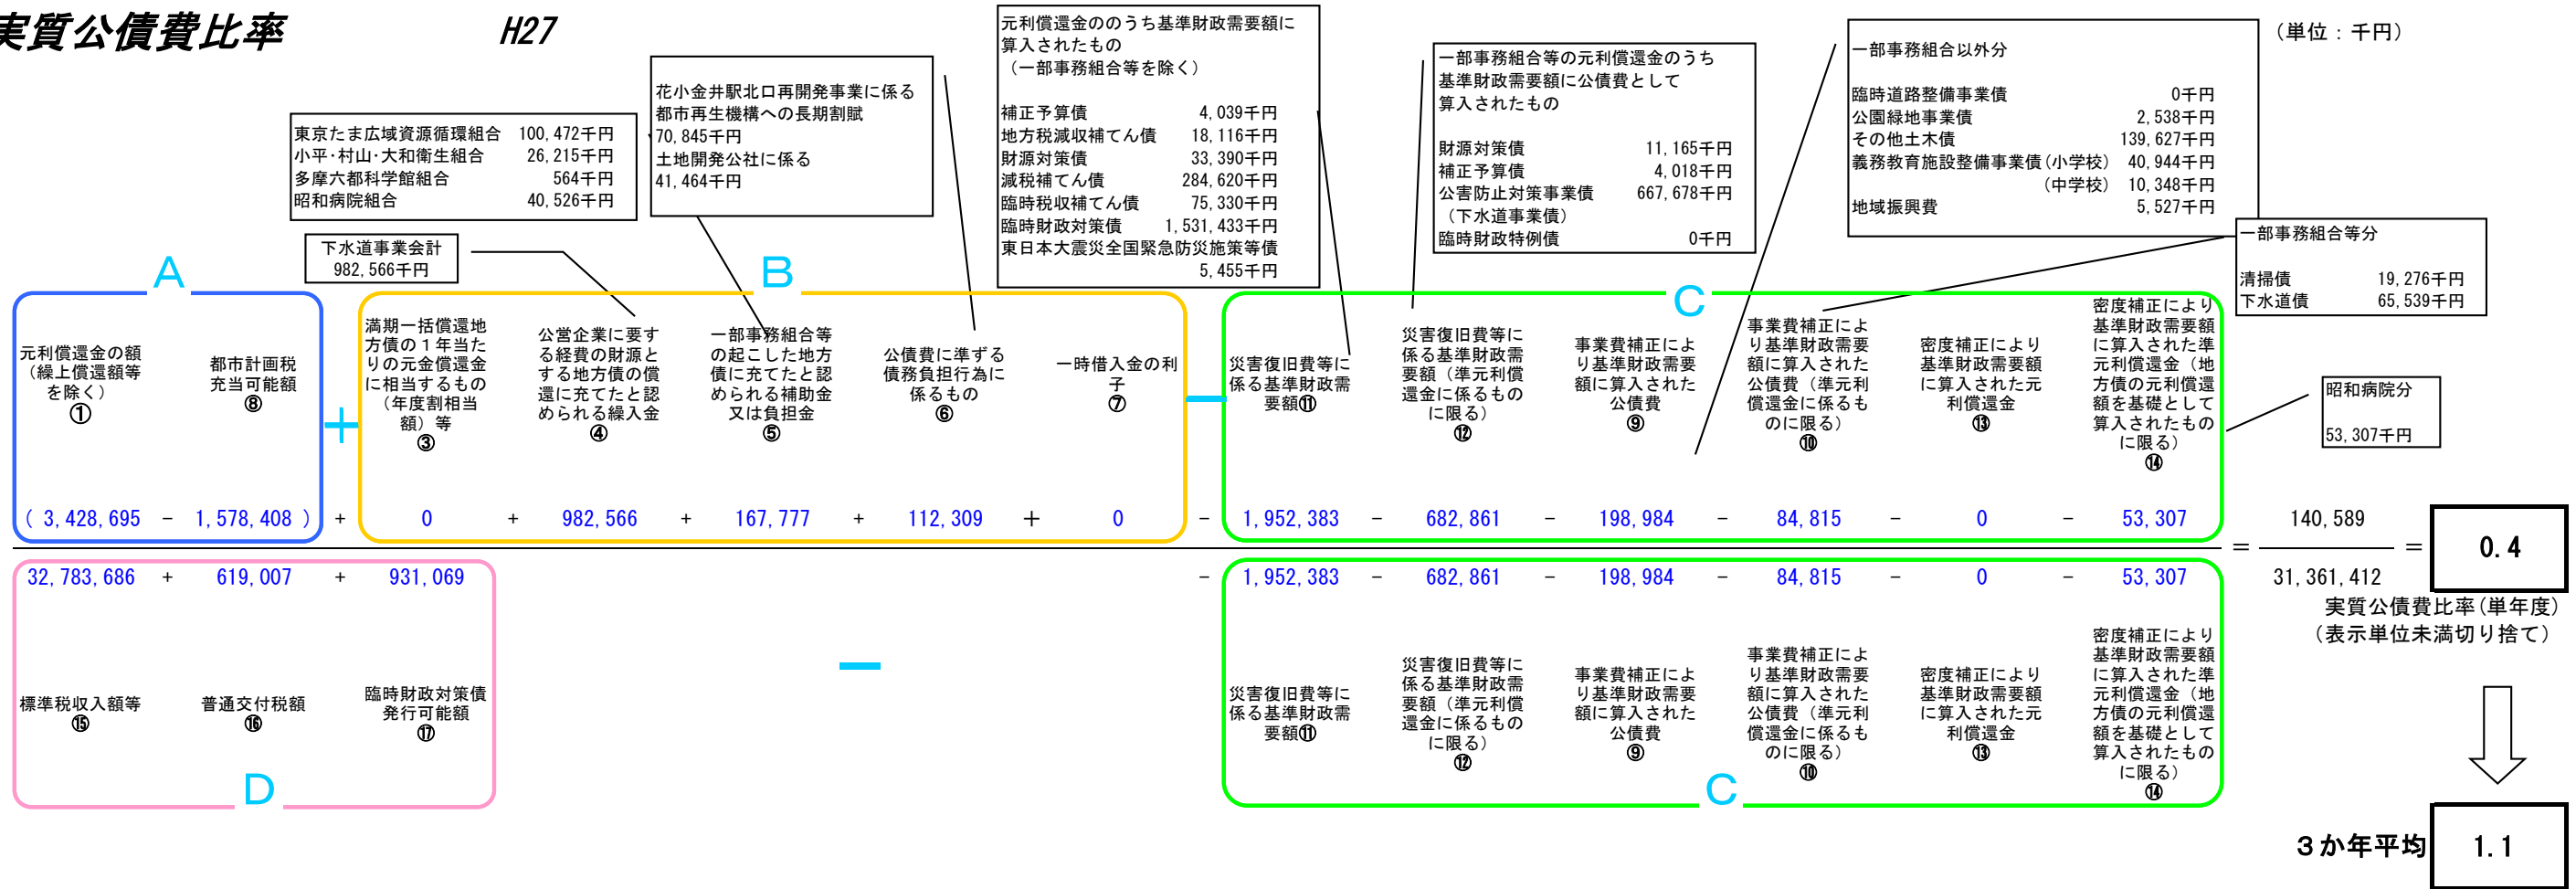 実質公債費比率
H27
（単位：千円）
東京たま広域資源循環組合 100,472千円
小平・村山・大和衛生組合 26,215千円
多摩六都科学館組合 564千円
昭和病院組合 40,526千円
下水道事業会計
982,566千円
花小金井駅北口再開発事業に係る
都市再生機構への長期割賦
70,845千円
土地開発公社に係る
41,464千円
元利償還金ののうち基準財政需要額に
算入されたもの
（一部事務組合等を除く）
補正予算債 4,039千円
地方税減収補てん債 18,116千円
財源対策債 33,390千円
減税補てん債 284,620千円
臨時税収補てん債 75,330千円
臨時財政対策債 1,531,433千円
東日本大震災全国緊急防災施策等債
5,455千円
一部事務組合等の元利償還金のうち
基準財政需要額に公債費として
算入されたもの
財源対策債 11,165千円
補正予算債 4,018千円
公害防止対策事業債 667,678千円
（下水道事業債）
臨時財政特例債 0千円
一部事務組合以外分
臨時道路整備事業債 0千円
公園緑地事業債 2,538千円
その他土木債 139,627千円
義務教育施設整備事業債(小学校) 40,944千円
(中学校) 10,348千円
地域振興費 5,527千円
一部事務組合等分
清掃債 19,276千円
下水道債 65,539千円
昭和病院分
53,307千円
A
元利償還金の額
（繰上償還額等
を除く）
①
都市計画税
充当可能額
⑧
＋
B
満期一括償還地
方債の１年当た
りの元金償還金
に相当するもの
（年度割相当
額）等
③
公営企業に要す
る経費の財源と
する地方債の償
還に充てたと認
められる繰入金
④
一部事務組合等
の起こした地方
債に充てたと認
められる補助金
又は負担金
⑤
公債費に準ずる
債務負担行為に
係るもの
⑥
一時借入金の利
子
⑦
－
C
災害復旧費等に
係る基準財政需
要額⑪
災害復旧費等に
係る基準財政需
要額（準元利償
還金に係るもの
に限る）
⑫
事業費補正によ
り基準財政需要
額に算入された
公債費
⑨
事業費補正によ
り基準財政需要
額に算入された
公債費（準元利
償還金に係るも
のに限る）
⑩
密度補正により
基準財政需要額
に算入された元
利償還金
⑬
密度補正により
基準財政需要額
に算入された準
元利償還金（地
方債の元利償還
額を基礎として
算入されたもの
に限る）
⑭
( 3,428,695 － 1,578,408 ) ＋ 0 ＋ 982,566 ＋ 167,777 ＋ 112,309 ＋ 0 － 1,952,383 － 682,861 － 198,984 － 84,815 － 0 － 53,307 140,589
＝ ＝ 0.4
32,783,686 ＋ 619,007 ＋ 931,069 － 1,952,383 － 682,861 － 198,984 － 84,815 － 0 － 53,307 31,361,412
実質公債費比率(単年度)
（表示単位未満切り捨て）
標準税収入額等
⑮
普通交付税額
⑯
臨時財政対策債
発行可能額
⑰
D
－
災害復旧費等に
係る基準財政需
要額⑪
災害復旧費等に
係る基準財政需
要額（準元利償
還金に係るもの
に限る）
⑫
事業費補正によ
り基準財政需要
額に算入された
公債費
⑨
事業費補正によ
り基準財政需要
額に算入された
公債費（準元利
償還金に係るも
のに限る）
⑩
密度補正により
基準財政需要額
に算入された元
利償還金
⑬
密度補正により
基準財政需要額
に算入された準
元利償還金（地
方債の元利償還
額を基礎として
算入されたもの
に限る）
⑭
C
３か年平均 1.1